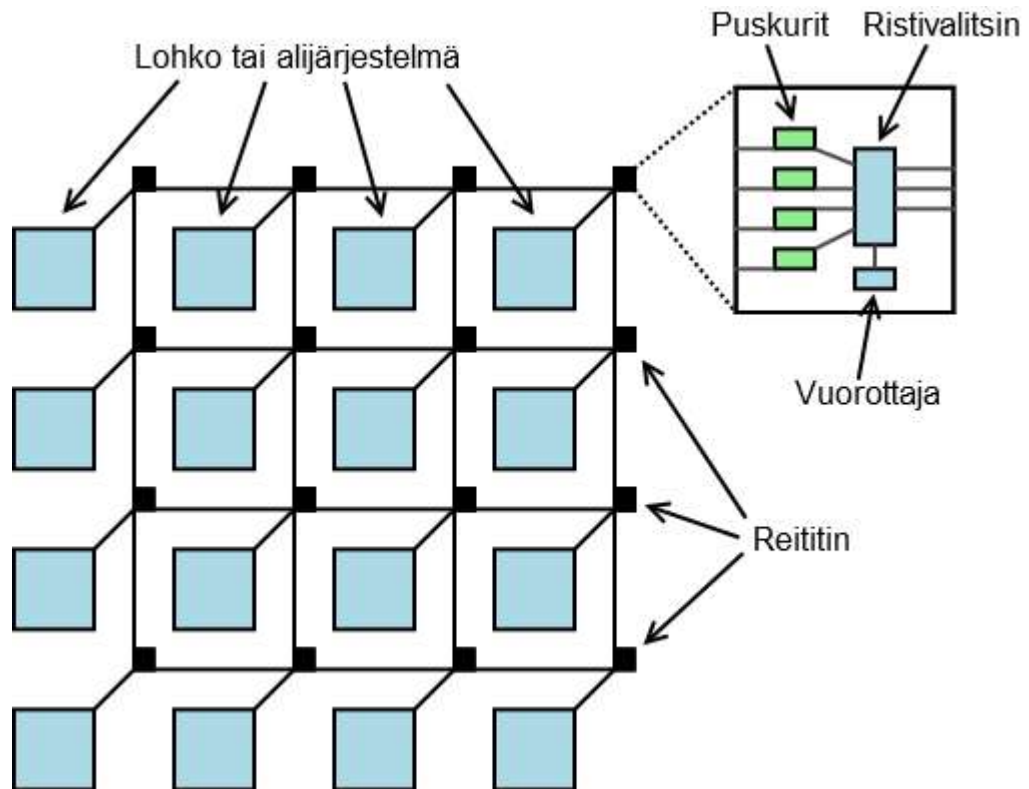 Puskurit
Ristivalitsin
Lohko tai alijärjestelmä
Vuorottaja
Reititin